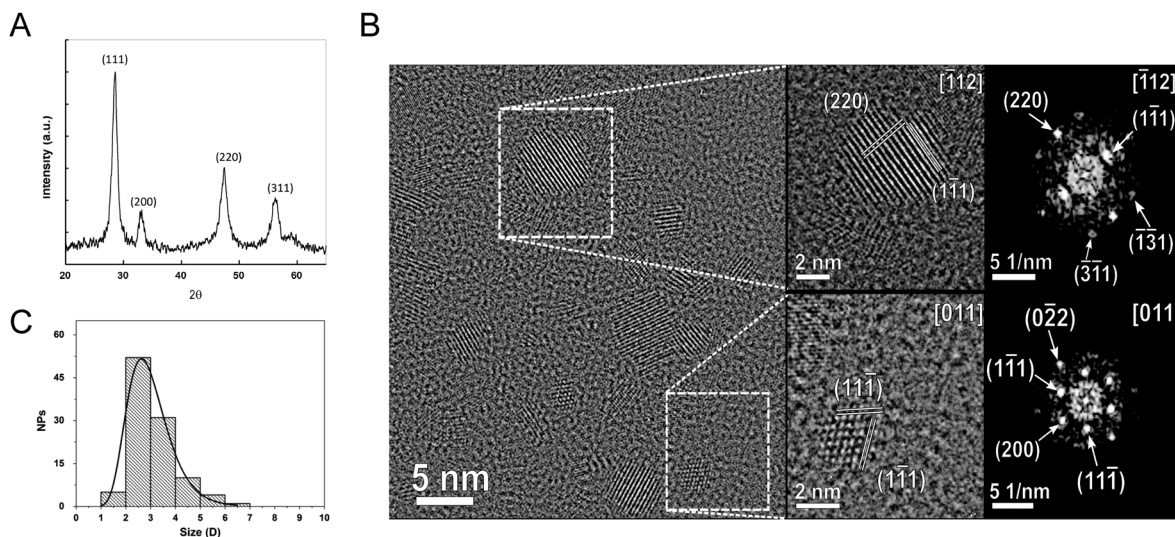 A
(111)
(200)
(220)
(311)
Intensity (a.u.)
20 30 40 50 60
2θ
B
5 nm
[1̄12]
(220)
(11̄1)
2 nm
[1̄12]
(220)
(11̄1)
(1̄3̄1)
(3̄1̄1)
5 1/nm
[011]
(111̄)
(11̄1)
2 nm
[011
(02̄2)
(11̄1)
(200)
(111̄)
5 1/nm
C
60
45
30
15
0
NPs
0 1 2 3 4 5 6 7 8 9 10
Size (D)